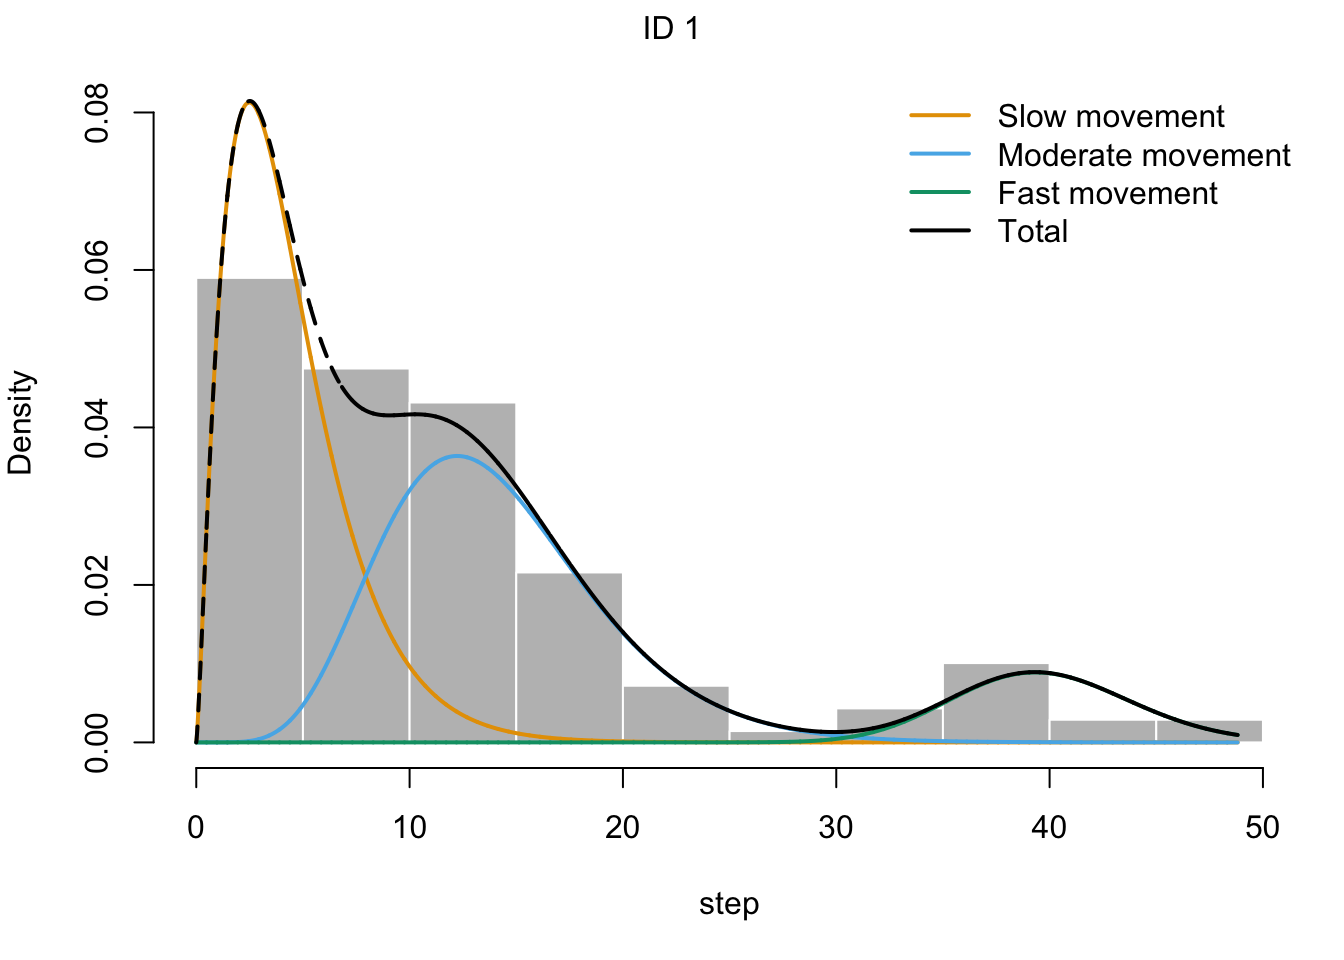 ID 1
Slow movement
Moderate movement
Fast movement
Total
Density
0.08
0.06
0.04
0.02
0.00
0 10 20 30 40 50
step